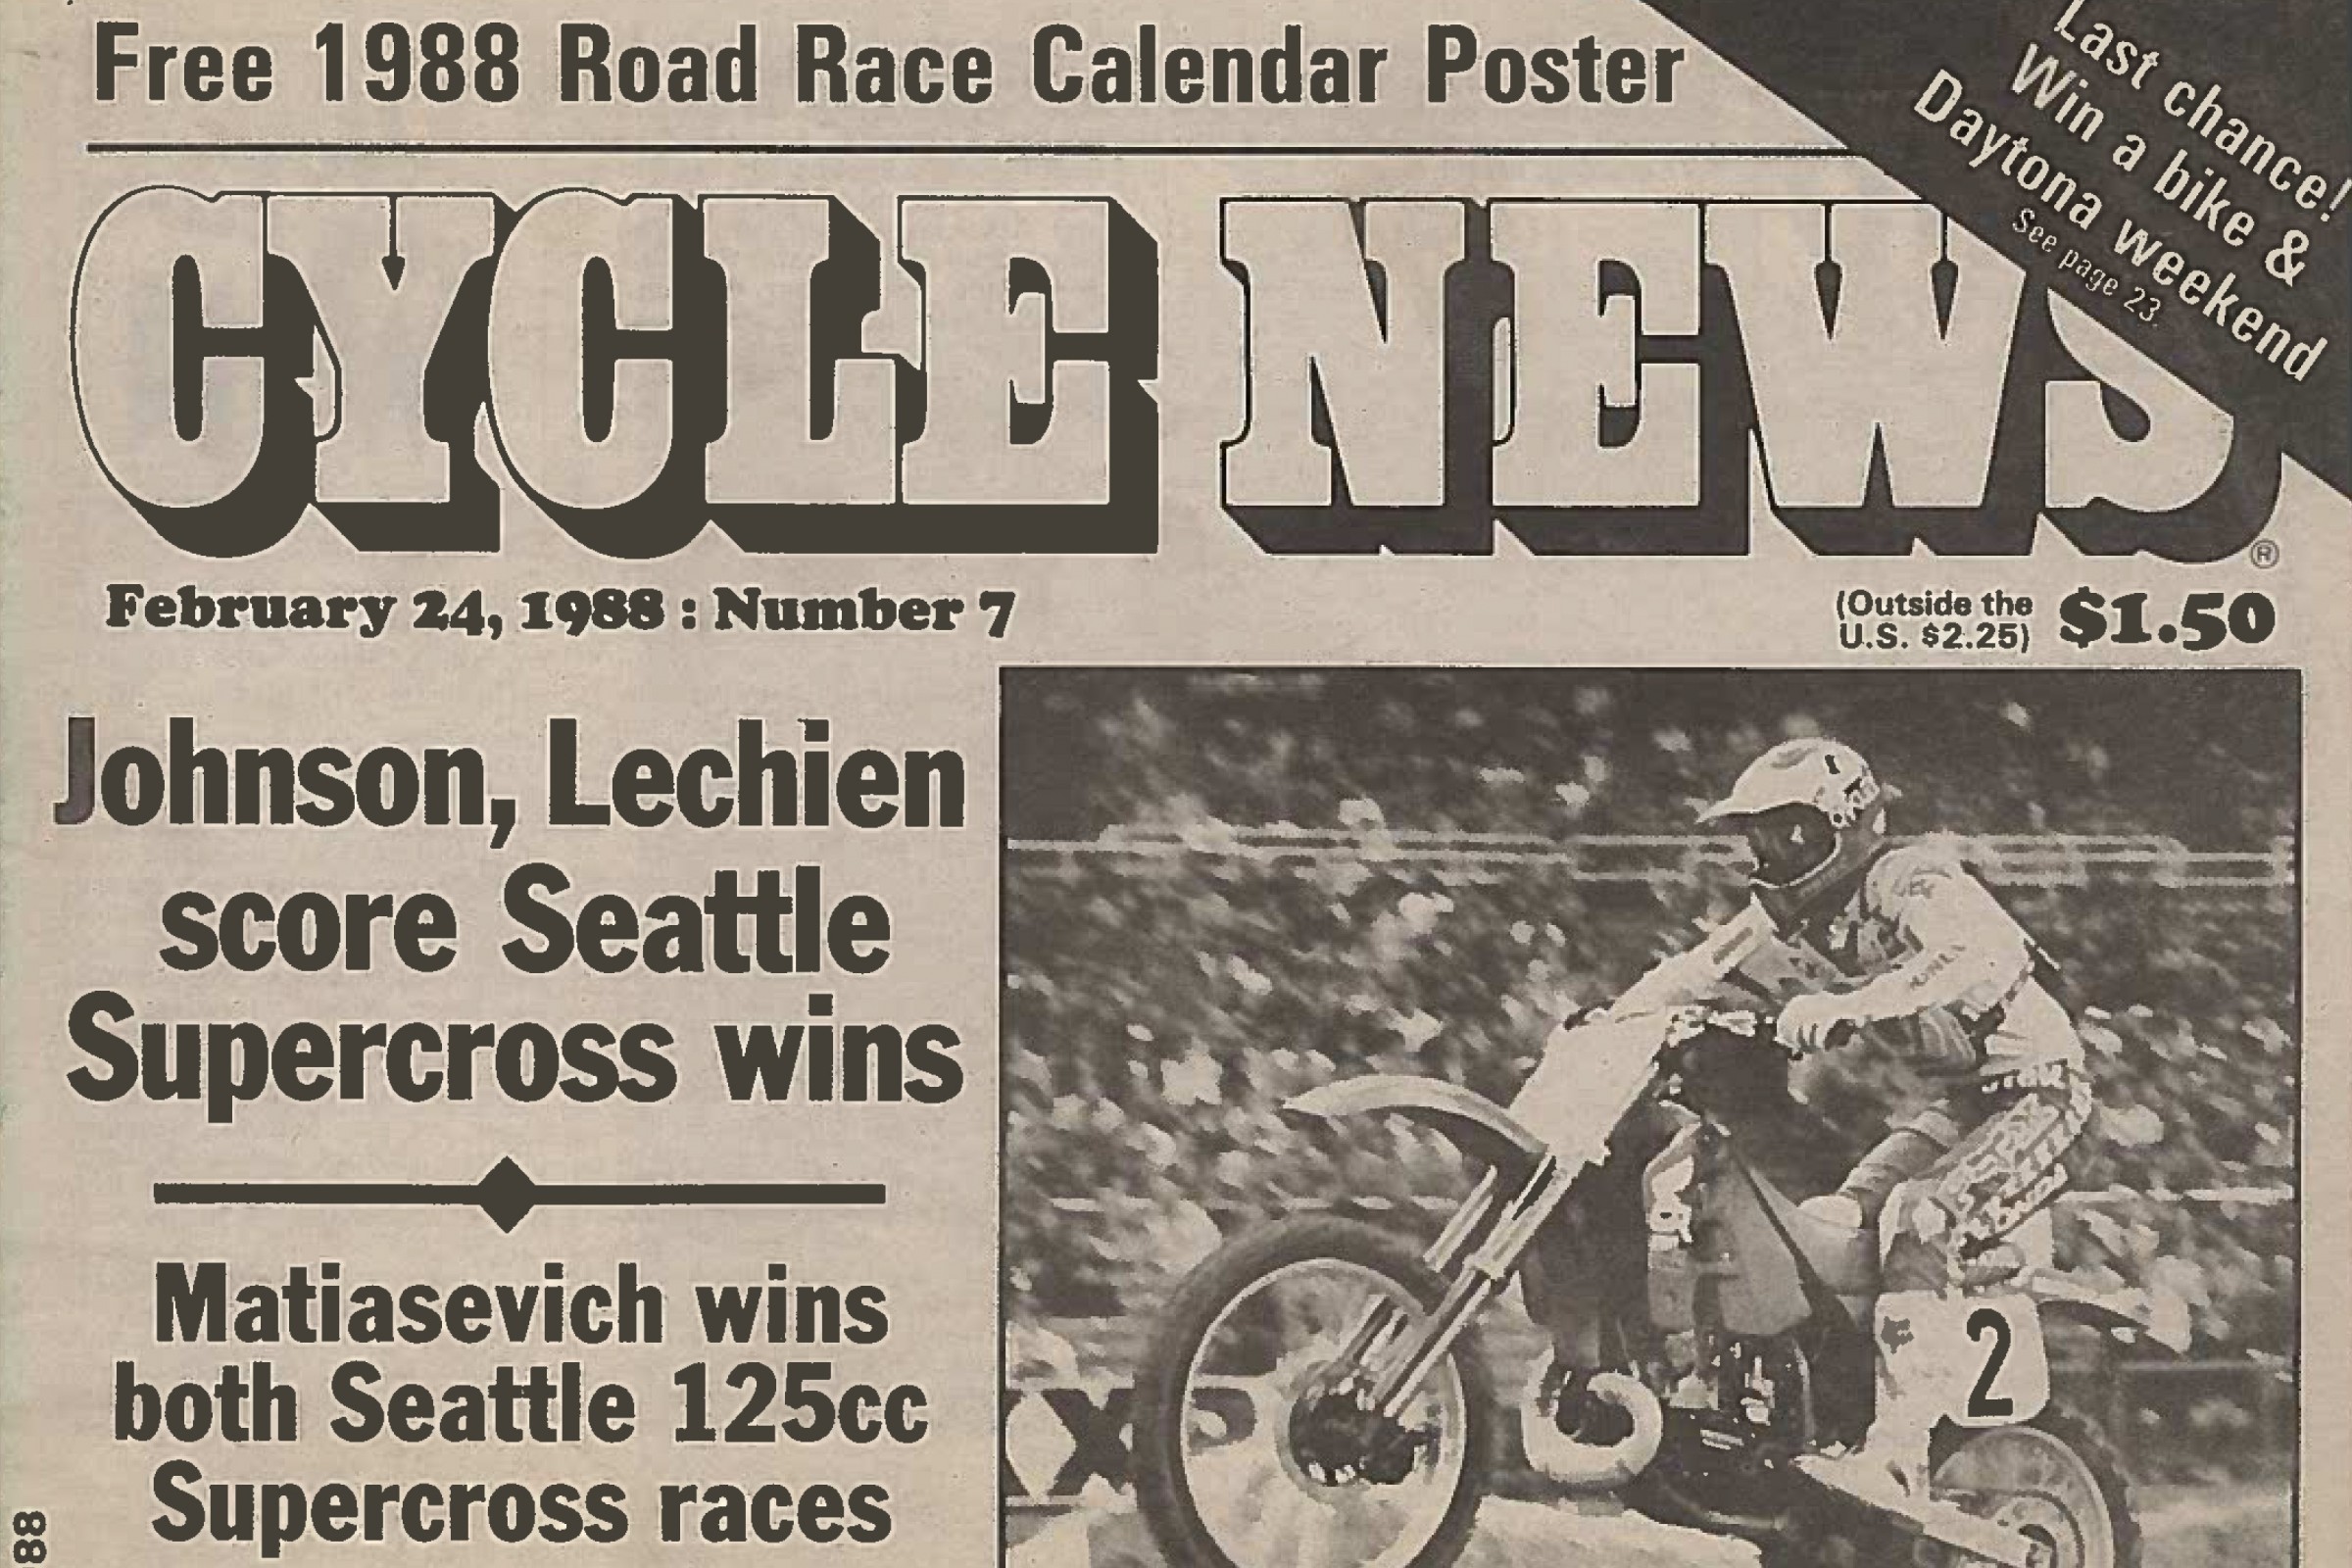 Free 1988 Road Race Calendar Poster
Last chance!
Win a bike &
Daytona weekend
See page 23.
CYCLE NEWS®
February 24, 1988 : Number 7
(Outside the
U.S. $2.25)
$1.50
Johnson, Lechien
score Seattle
Supercross wins
Matiasevich wins
both Seattle 125cc
Supercross races
2
88